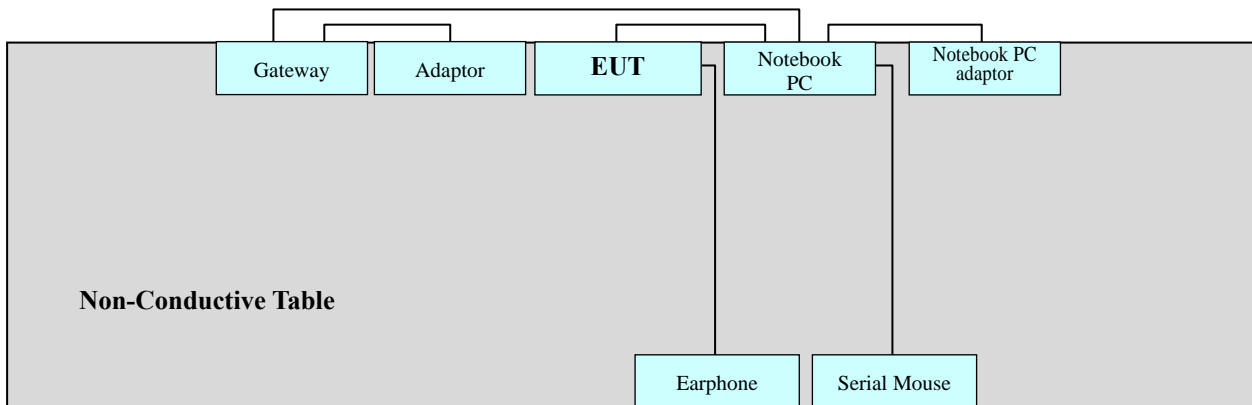 Gateway
Adaptor
EUT
Notebook
PC
Notebook PC
adaptor
Non-Conductive Table
Earphone
Serial Mouse